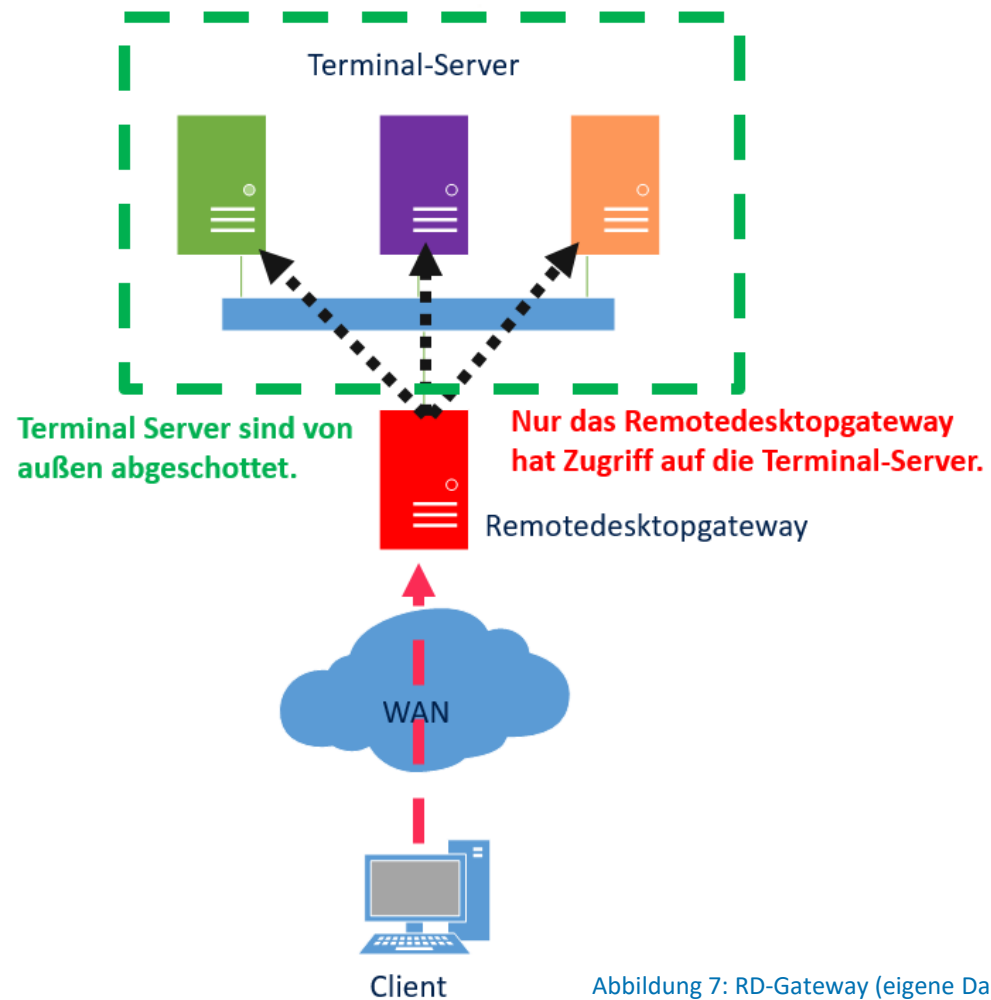 Terminal-Server
Terminal Server sind von
außen abgeschottet.
Nur das Remotedesktopgateway
hat Zugriff auf die Terminal-Server.
Remotedesktopgateway
WAN
Client
Abbildung 7: RD-Gateway (eigene Da